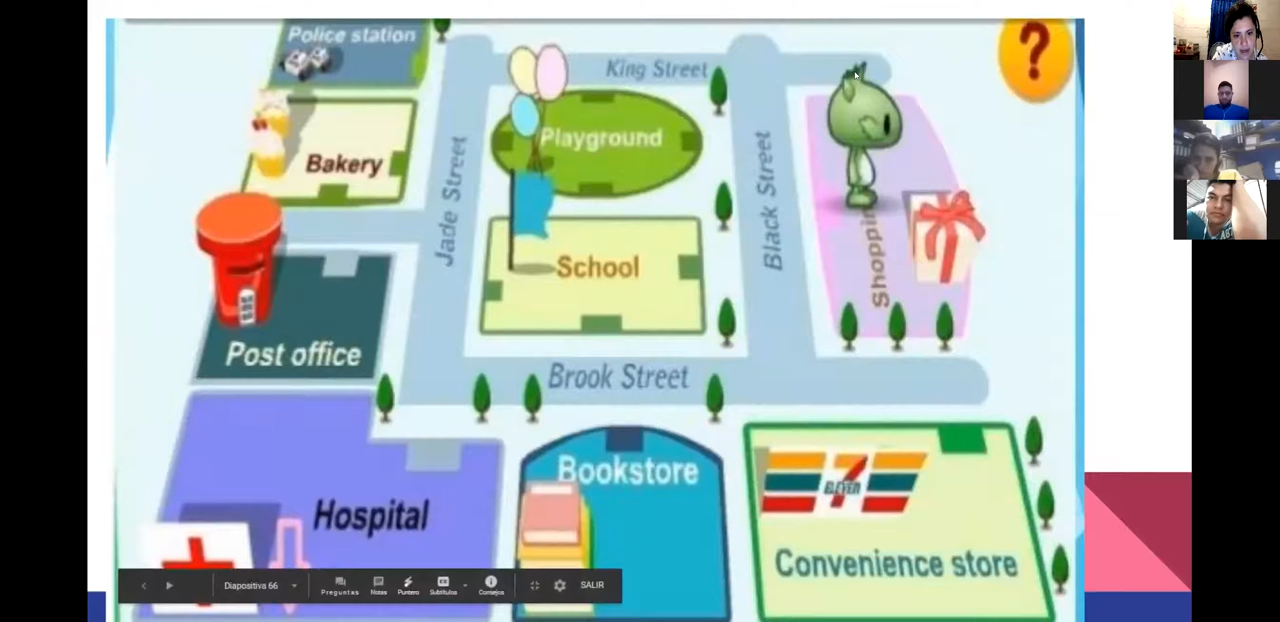 Police station
King Street
?
Playground
Bakery
Jade Street
Black Street
School
Shoppin
Post office
Brook Street
Bookstore
Hospital
7 ELEVEN
Convenience store
Diapositiva 66
Preguntas
Notas
Puntero
Subtítulos
Consejos
SALIR